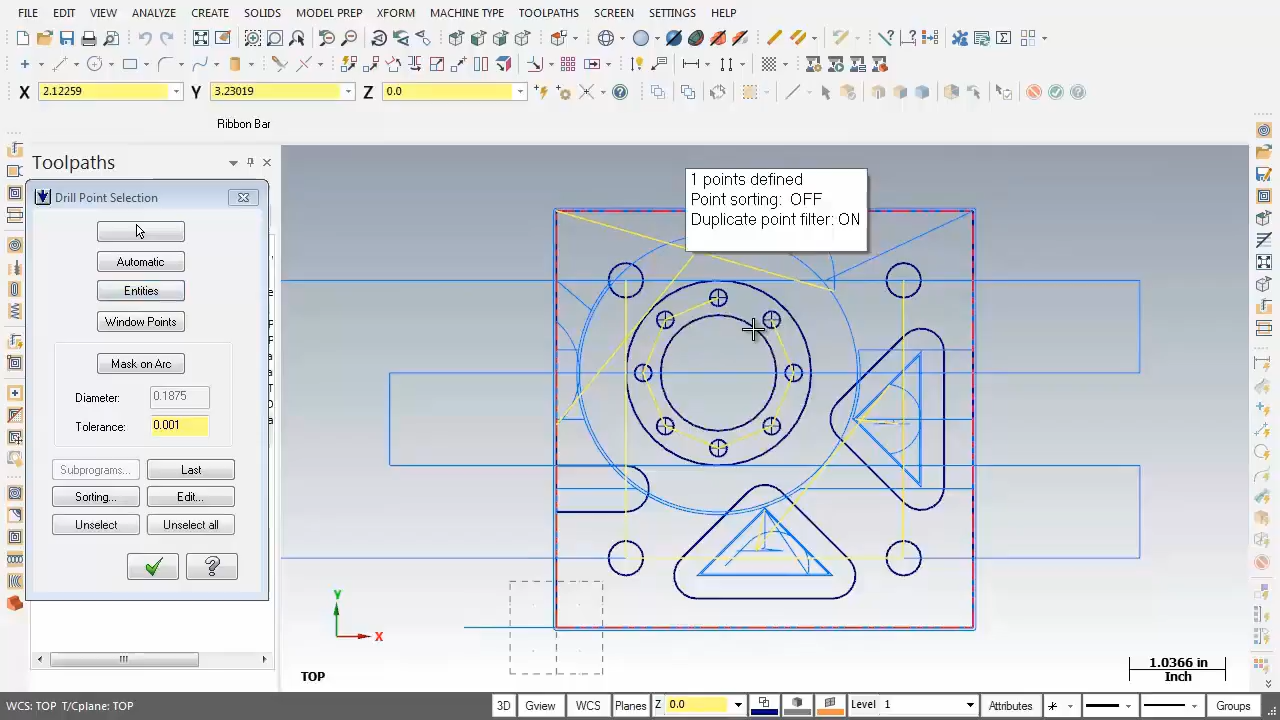 FILE EDIT VIEW ANALYZE CREATE SOLIDS MODEL PREP XFORM MACHINE TYPE TOOLPATHS SCREEN SETTINGS HELP
X 2.12259 Y 3.23019 Z 0.0
Ribbon Bar
Toolpaths
Drill Point Selection
Automatic
Entities
Window Points
Mask on Arc
Diameter: 0.1875
Tolerance: 0.001
Subprograms... Last
Sorting... Edit...
Unselect Unselect all
1 points defined
Point sorting: OFF
Duplicate point filter: ON
Y
X
TOP
1.0366 in
Inch
WCS: TOP T/Cplane: TOP 3D Gview WCS Planes Z 0.0 Level 1 Attributes Groups